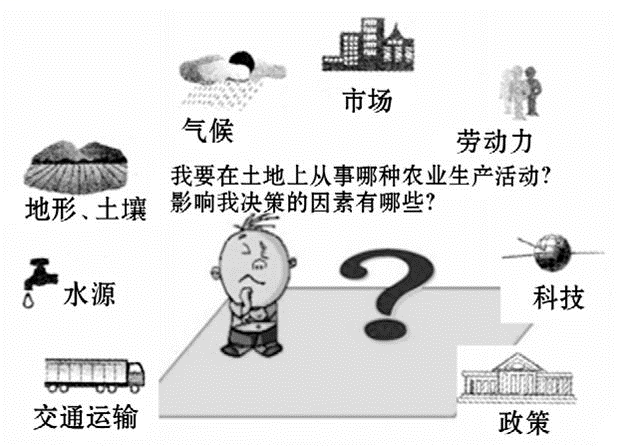 市场
气候
劳动力
我要在土地上从事哪种农业生产活动?
影响我决策的因素有哪些?
地形、土壤
水源
科技
交通运输
政策